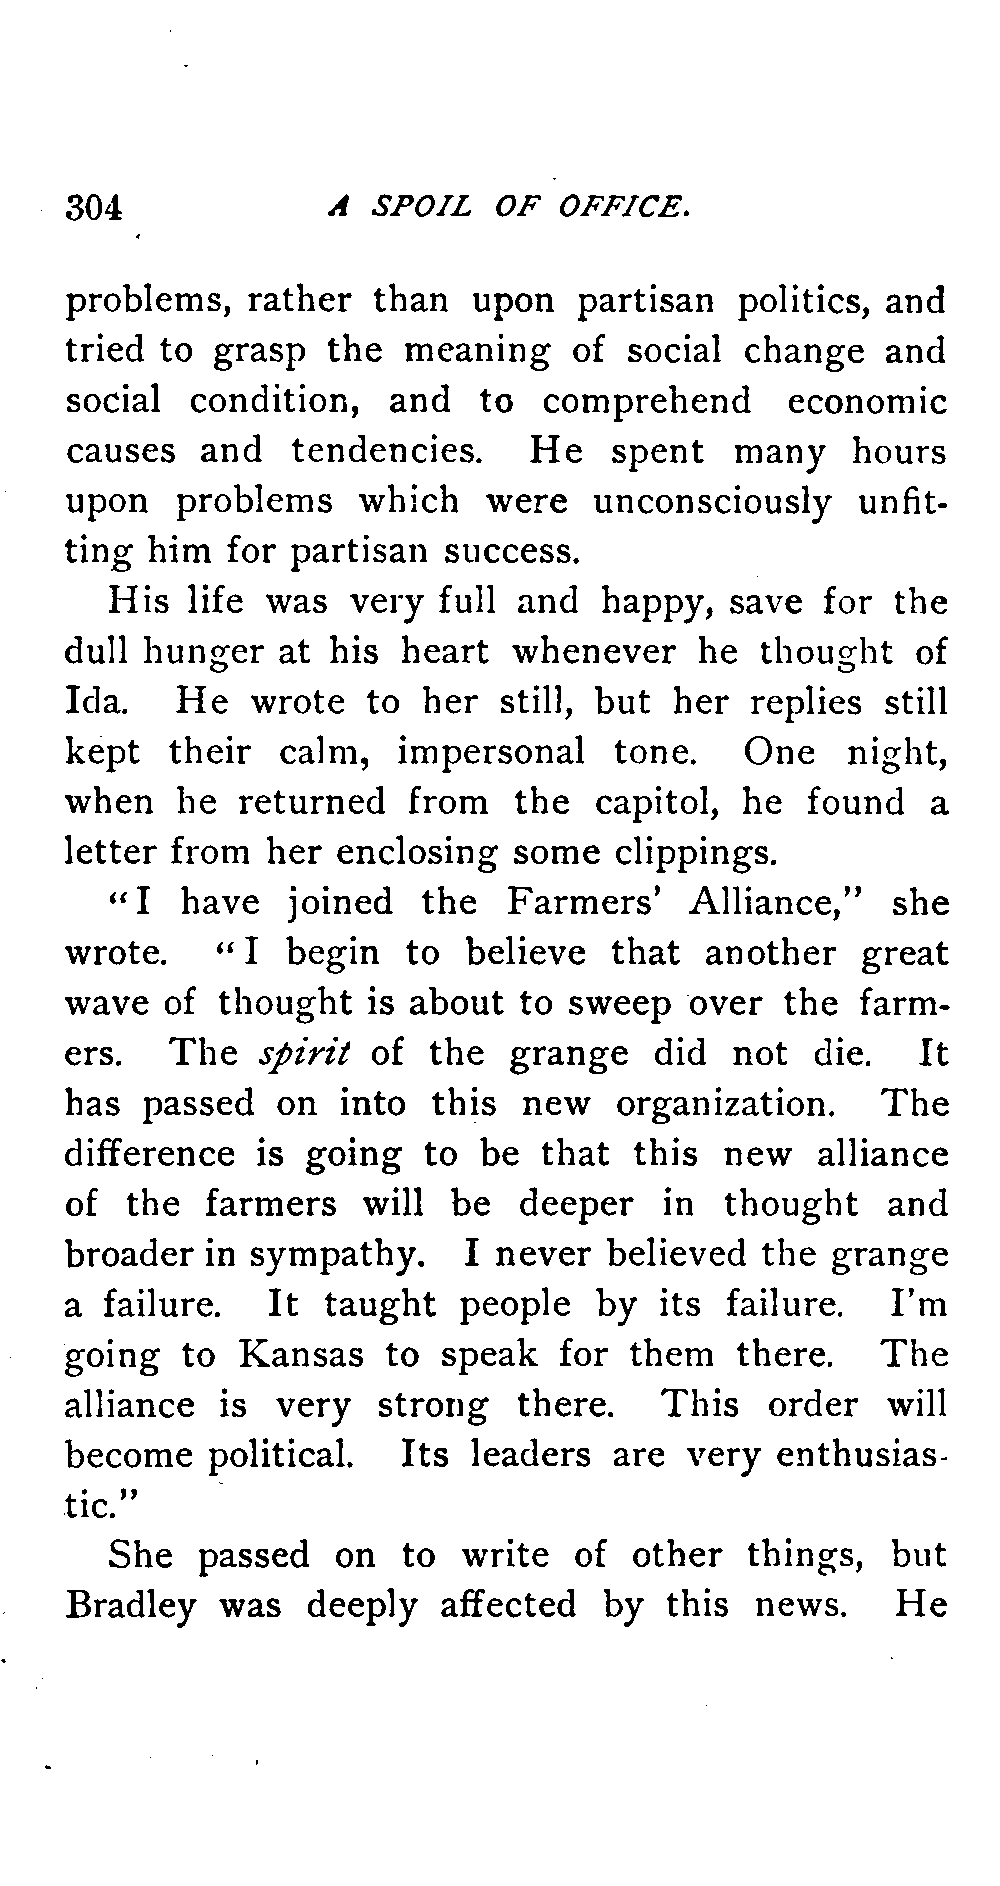 304 A SPOIL OF OFFICE.
problems, rather than upon partisan politics, and
tried to grasp the meaning of social change and
social condition, and to comprehend economic
causes and tendencies. He spent many hours
upon problems which were unconsciously unfit-
ting him for partisan success.
His life was very full and happy, save for the
dull hunger at his heart whenever he thought of
Ida. He wrote to her still, but her replies still
kept their calm, impersonal tone. One night,
when he returned from the capitol, he found a
letter from her enclosing some clippings.
“I have joined the Farmers’ Alliance,” she
wrote. “I begin to believe that another great
wave of thought is about to sweep over the farm-
ers. The spirit of the grange did not die. It
has passed on into this new organization. The
difference is going to be that this new alliance
of the farmers will be deeper in thought and
broader in sympathy. I never believed the grange
a failure. It taught people by its failure. I’m
going to Kansas to speak for them there. The
alliance is very strong there. This order will
become political. Its leaders are very enthusias-
tic.”
She passed on to write of other things, but
Bradley was deeply affected by this news. He